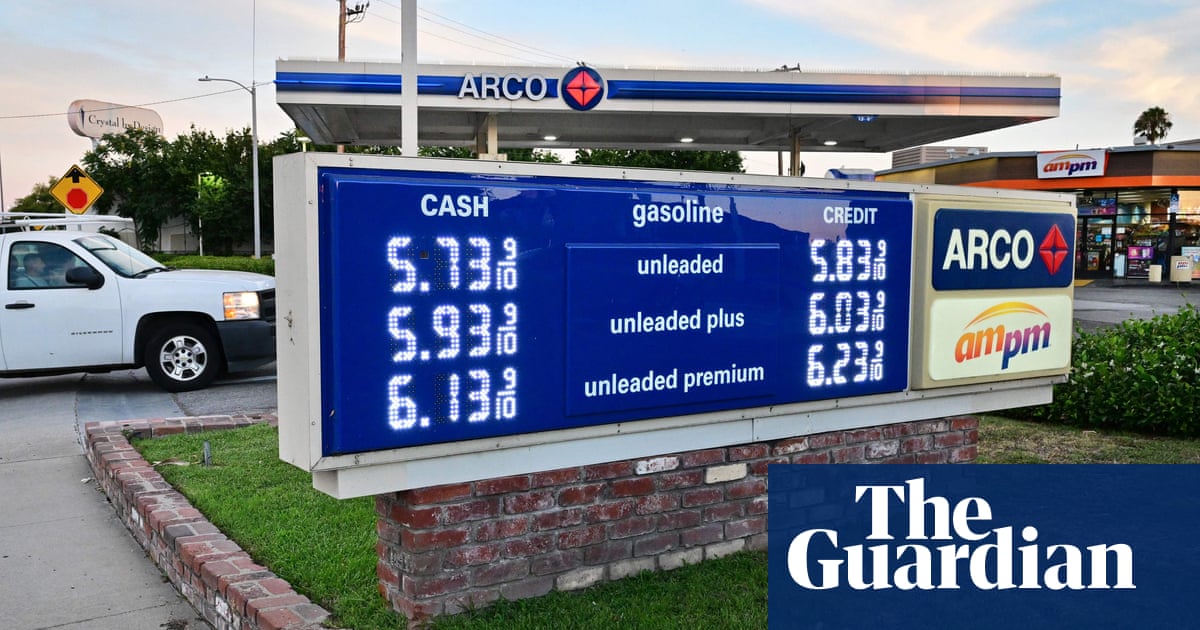 Crystal Inn Design
ARCO
ampm
CASH gasoline CREDIT
5.73 9/10 unleaded 5.83 9/10
5.93 9/10 unleaded plus 6.03 9/10
6.13 9/10 unleaded premium 6.23 9/10
ARCO
ampm
SILVERADO
The
Guardian